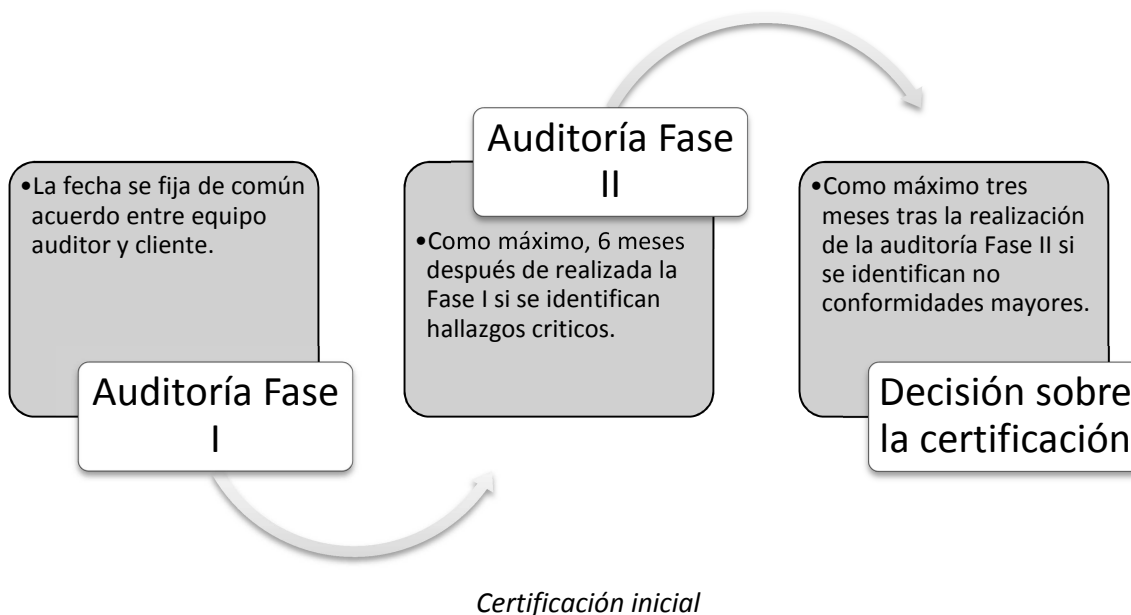 •La fecha se fija de común
acuerdo entre equipo
auditor y cliente.
Auditoría Fase
I
Auditoría Fase
II
•Como máximo, 6 meses
después de realizada la
Fase I si se identifican
hallazgos criticos.
•Como máximo tres
meses tras la realización
de la auditoría Fase II si
se identifican no
conformidades mayores.
Decisión sobre
la certificación
Certificación inicial